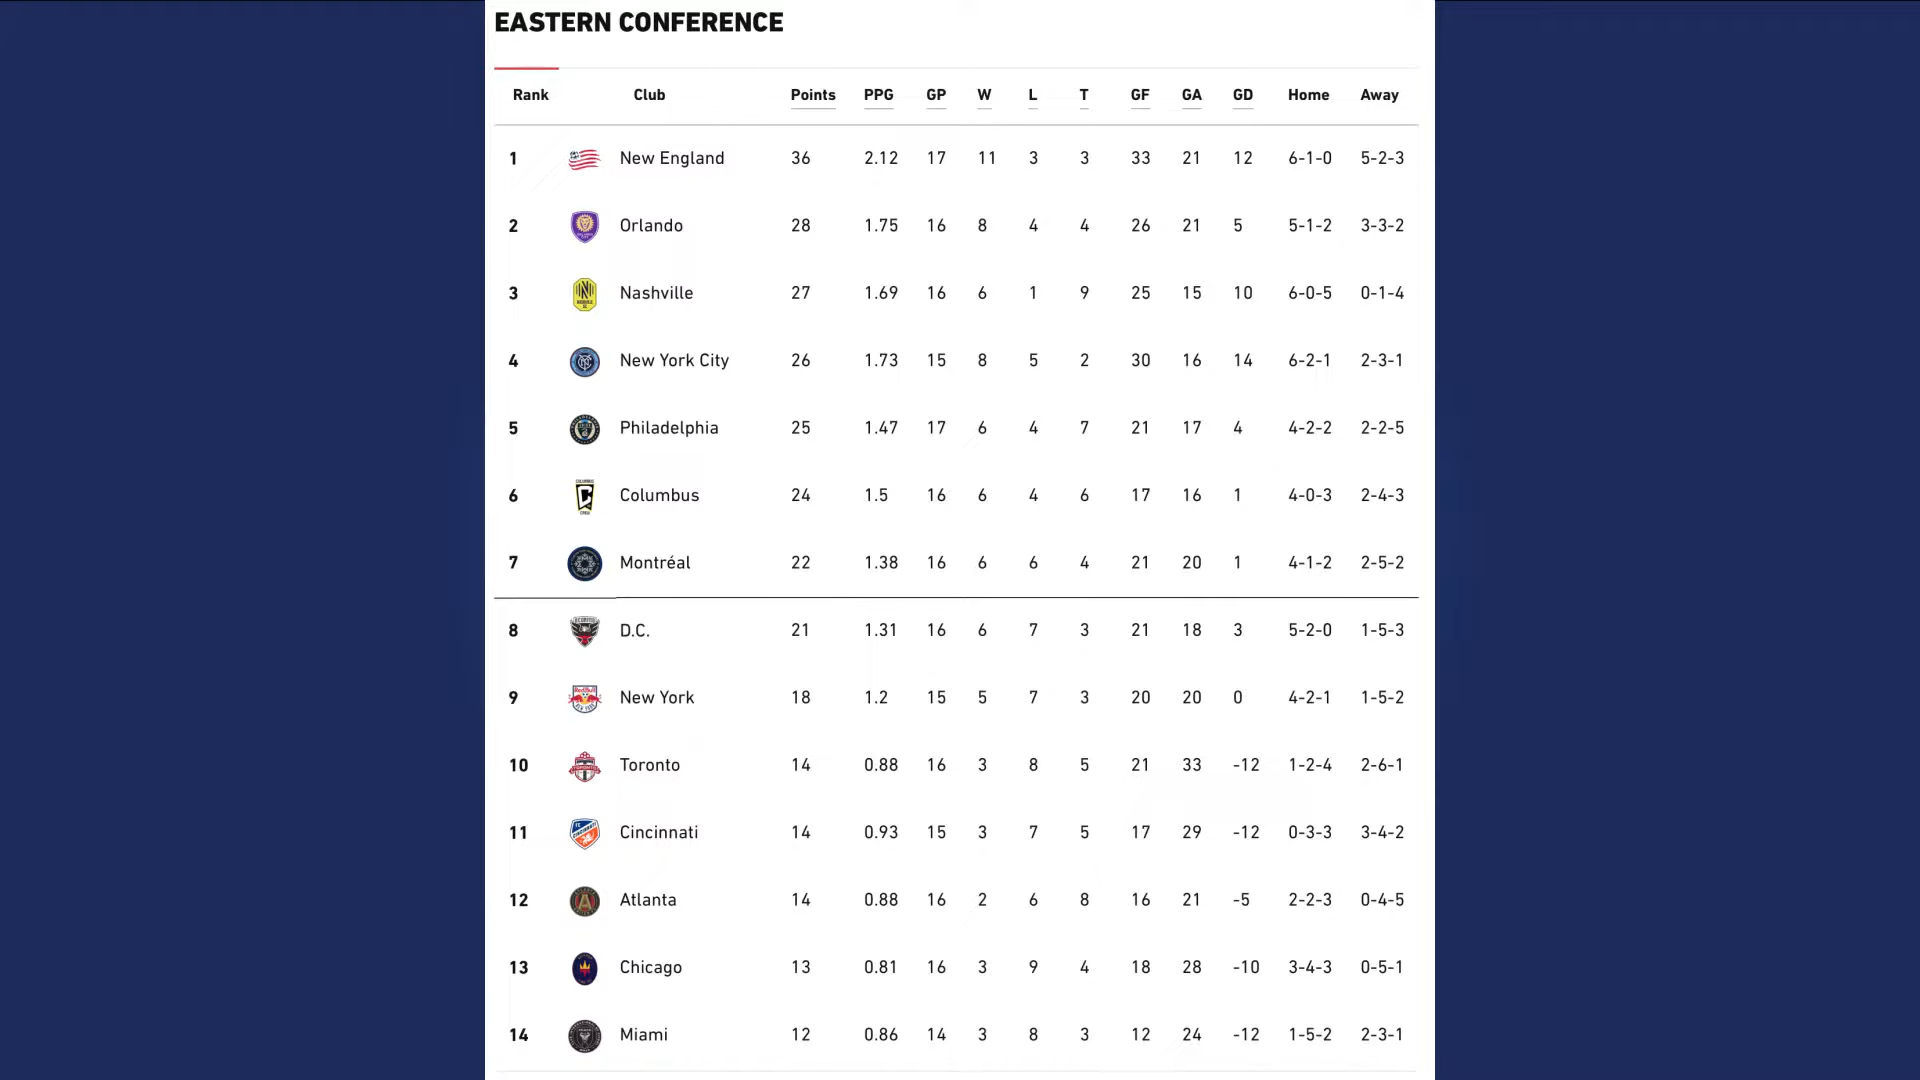 EASTERN CONFERENCE
Rank Club Points PPG GP W L T GF GA GD Home Away
1 New England 36 2.12 17 11 3 3 33 21 12 6-1-0 5-2-3
2 Orlando 28 1.75 16 8 4 4 26 21 5 5-1-2 3-3-2
3 Nashville 27 1.69 16 6 1 9 25 15 10 6-0-5 0-1-4
4 New York City 26 1.73 15 8 5 2 30 16 14 6-2-1 2-3-1
5 Philadelphia 25 1.47 17 6 4 7 21 17 4 4-2-2 2-2-5
6 Columbus 24 1.5 16 6 4 6 17 16 1 4-0-3 2-4-3
7 Montréal 22 1.38 16 6 6 4 21 20 1 4-1-2 2-5-2
8 D.C. 21 1.31 16 6 7 3 21 18 3 5-2-0 1-5-3
9 New York 18 1.2 15 5 7 3 20 20 0 4-2-1 1-5-2
10 Toronto 14 0.88 16 3 8 5 21 33 -12 1-2-4 2-6-1
11 Cincinnati 14 0.93 15 3 7 5 17 29 -12 0-3-3 3-4-2
12 Atlanta 14 0.88 16 2 6 8 16 21 -5 2-2-3 0-4-5
13 Chicago 13 0.81 16 3 9 4 18 28 -10 3-4-3 0-5-1
14 Miami 12 0.86 14 3 8 3 12 24 -12 1-5-2 2-3-1